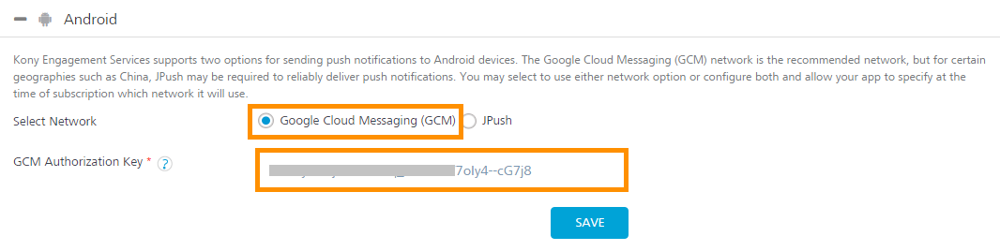 Android
Kony Engagement Services supports two options for sending push notifications to Android devices. The Google Cloud Messaging (GCM) network is the recommended network, but for certain
geographies such as China, JPush may be required to reliably deliver push notifications. You may select to use either network option or configure both and allow your app to specify at the
time of subscription which network it will use.
Select Network Google Cloud Messaging (GCM) JPush
GCM Authorization Key * ?
7oIy4--cG7j8
SAVE